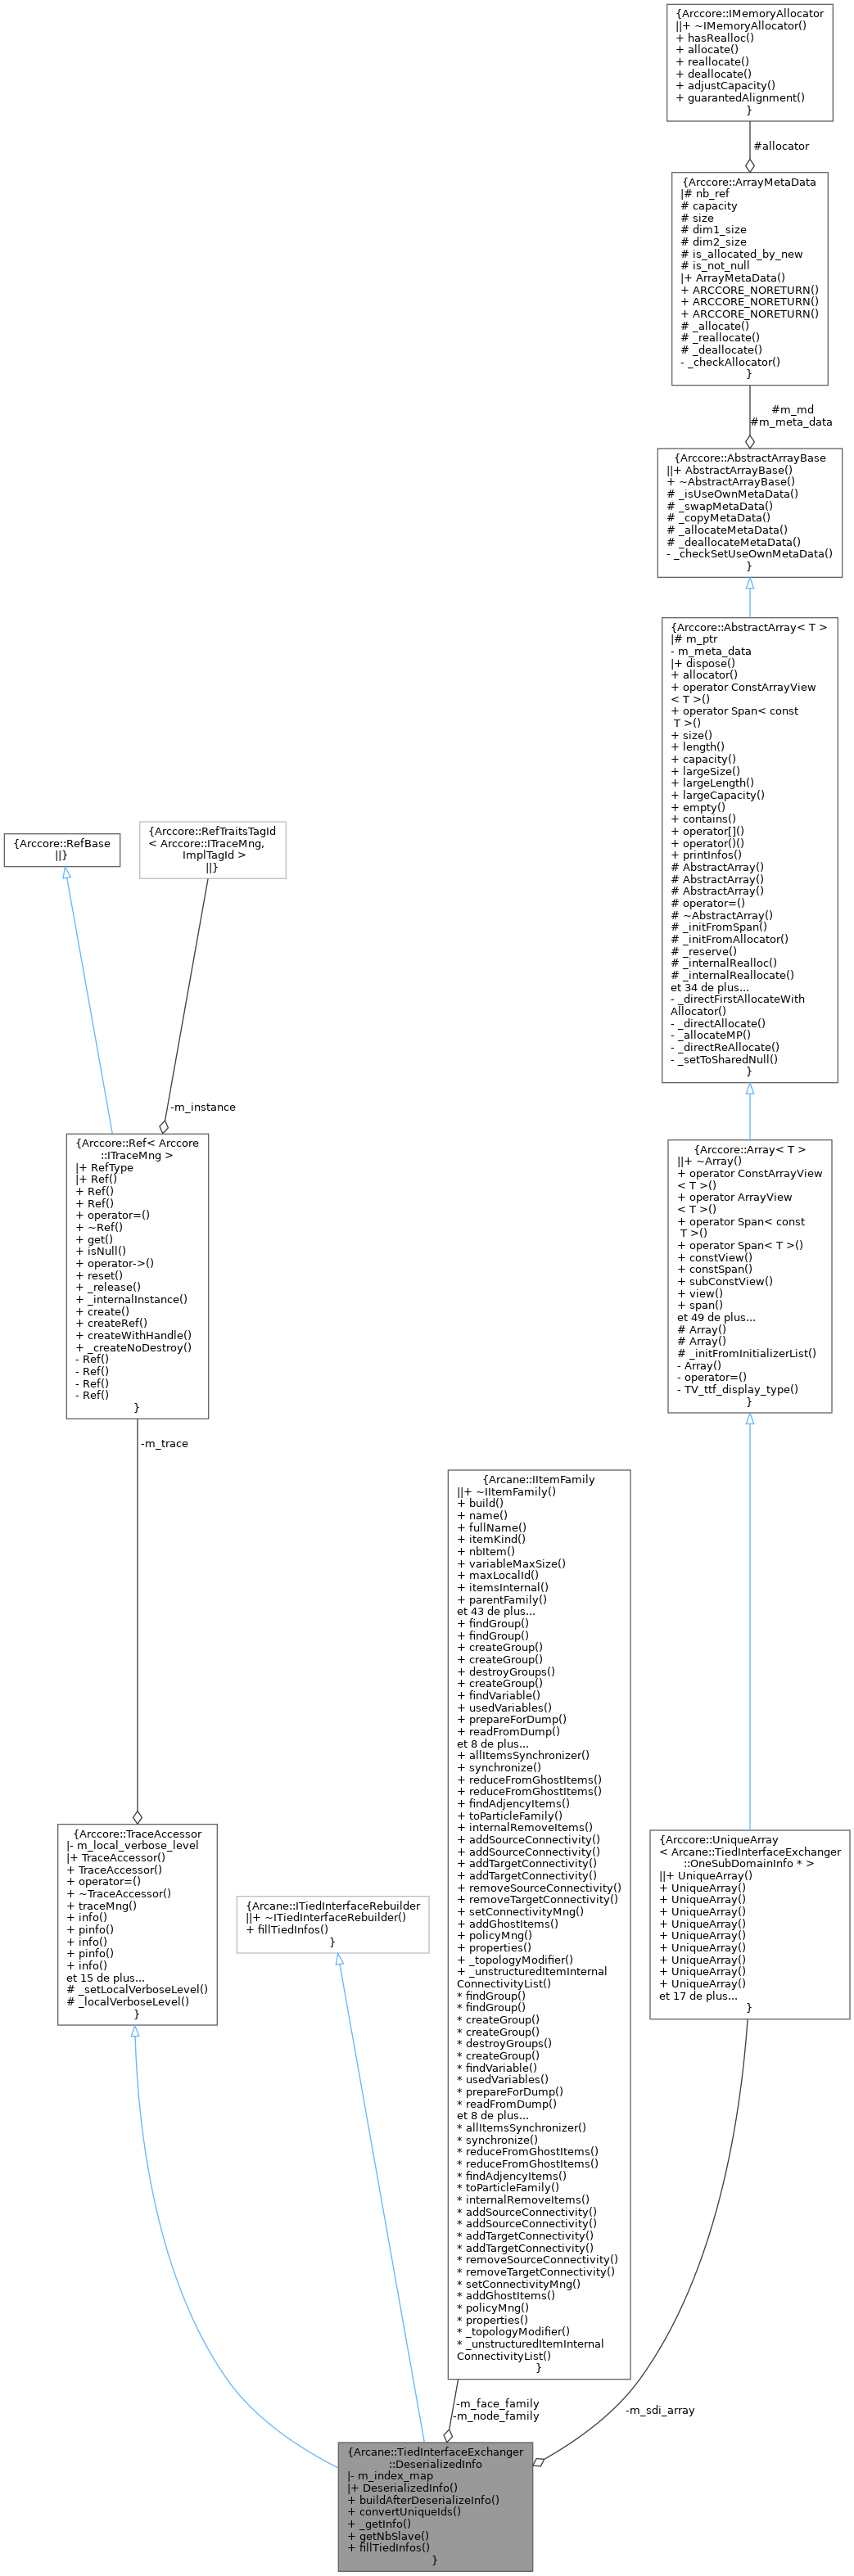 {Arccore::IMemoryAllocator
||+ ~IMemoryAllocator()
+ hasRealloc()
+ allocate()
+ reallocate()
+ deallocate()
+ adjustCapacity()
+ guarantedAlignment()
}
#allocator
{Arccore::ArrayMetaData
|# nb_ref
# capacity
# size
# dim1_size
# dim2_size
# is_allocated_by_new
# is_not_null
|+ ArrayMetaData()
+ ARCCORE_NORETURN()
+ ARCCORE_NORETURN()
+ ARCCORE_NORETURN()
# _allocate()
# _reallocate()
# _deallocate()
- _checkAllocator()
}
#m_md
#m_meta_data
{Arccore::AbstractArrayBase
||+ AbstractArrayBase()
+ ~AbstractArrayBase()
# _isUseOwnMetaData()
# _swapMetaData()
# _copyMetaData()
# _allocateMetaData()
# _deallocateMetaData()
- _checkSetUseOwnMetaData()
}
{Arccore::AbstractArray< T >
|# m_ptr
- m_meta_data
|+ dispose()
+ allocator()
+ operator ConstArrayView
< T >()
+ operator Span< const
 T >()
+ size()
+ length()
+ capacity()
+ largeSize()
+ largeLength()
+ largeCapacity()
+ empty()
+ contains()
+ operator[]()
+ operator()()
+ printInfos()
# AbstractArray()
# AbstractArray()
# AbstractArray()
# operator=()
# ~AbstractArray()
# _initFromSpan()
# _initFromAllocator()
# _reserve()
# _internalRealloc()
# _internalReallocate()
et 34 de plus...
- _directFirstAllocateWith
Allocator()
- _directAllocate()
- _allocateMP()
- _directReAllocate()
- _setToSharedNull()
}
{Arccore::RefBase
||}
{Arccore::RefTraitsTagId
< Arccore::ITraceMng,
ImplTagId >
||}
-m_instance
{Arccore::Ref< Arccore
::ITraceMng >
|+ RefType
|+ Ref()
+ Ref()
+ Ref()
+ operator=()
+ ~Ref()
+ get()
+ isNull()
+ operator->()
+ reset()
+ _release()
+ _internalInstance()
+ create()
+ createRef()
+ createWithHandle()
+ _createNoDestroy()
- Ref()
- Ref()
- Ref()
- Ref()
}
{Arccore::Array< T >
||+ ~Array()
+ operator ConstArrayView
< T >()
+ operator ArrayView
< T >()
+ operator Span< const
 T >()
+ operator Span< T >()
+ constView()
+ constSpan()
+ subConstView()
+ view()
+ span()
et 49 de plus...
# Array()
# Array()
# _initFromInitializerList()
- Array()
- operator=()
- TV_ttf_display_type()
}
-m_trace
{Arcane::IItemFamily
||+ ~IItemFamily()
+ build()
+ name()
+ fullName()
+ itemKind()
+ nbItem()
+ variableMaxSize()
+ maxLocalId()
+ itemsInternal()
+ parentFamily()
et 43 de plus...
+ findGroup()
+ findGroup()
+ createGroup()
+ createGroup()
+ destroyGroups()
+ createGroup()
+ findVariable()
+ usedVariables()
+ prepareForDump()
+ readFromDump()
et 8 de plus...
+ allItemsSynchronizer()
+ synchronize()
+ reduceFromGhostItems()
+ reduceFromGhostItems()
+ findAdjencyItems()
+ toParticleFamily()
+ internalRemoveItems()
+ addSourceConnectivity()
+ addSourceConnectivity()
+ addTargetConnectivity()
+ addTargetConnectivity()
+ removeSourceConnectivity()
+ removeTargetConnectivity()
+ setConnectivityMng()
+ addGhostItems()
+ policyMng()
+ properties()
+ _topologyModifier()
+ _unstructuredItemInternal
ConnectivityList()
* findGroup()
* findGroup()
* createGroup()
* createGroup()
* destroyGroups()
* createGroup()
* findVariable()
* usedVariables()
* prepareForDump()
* readFromDump()
et 8 de plus...
* allItemsSynchronizer()
* synchronize()
* reduceFromGhostItems()
* reduceFromGhostItems()
* findAdjencyItems()
* toParticleFamily()
* internalRemoveItems()
* addSourceConnectivity()
* addSourceConnectivity()
* addTargetConnectivity()
* addTargetConnectivity()
* removeSourceConnectivity()
* removeTargetConnectivity()
* setConnectivityMng()
* addGhostItems()
* policyMng()
* properties()
* _topologyModifier()
* _unstructuredItemInternal
ConnectivityList()
}
{Arccore::TraceAccessor
|- m_local_verbose_level
|+ TraceAccessor()
+ TraceAccessor()
+ operator=()
+ ~TraceAccessor()
+ traceMng()
+ info()
+ pinfo()
+ info()
+ pinfo()
+ info()
et 15 de plus...
# _setLocalVerboseLevel()
# _localVerboseLevel()
}
{Arcane::ITiedInterfaceRebuilder
||+ ~ITiedInterfaceRebuilder()
+ fillTiedInfos()
}
{Arccore::UniqueArray
< Arcane::TiedInterfaceExchanger
::OneSubDomainInfo * >
||+ UniqueArray()
+ UniqueArray()
+ UniqueArray()
+ UniqueArray()
+ UniqueArray()
+ UniqueArray()
+ UniqueArray()
+ UniqueArray()
+ UniqueArray()
+ UniqueArray()
et 17 de plus...
}
-m_face_family
-m_node_family
-m_sdi_array
{Arcane::TiedInterfaceExchanger
::DeserializedInfo
|- m_index_map
|+ DeserializedInfo()
+ buildAfterDeserializeInfo()
+ convertUniqueIds()
+ _getInfo()
+ getNbSlave()
+ fillTiedInfos()
}